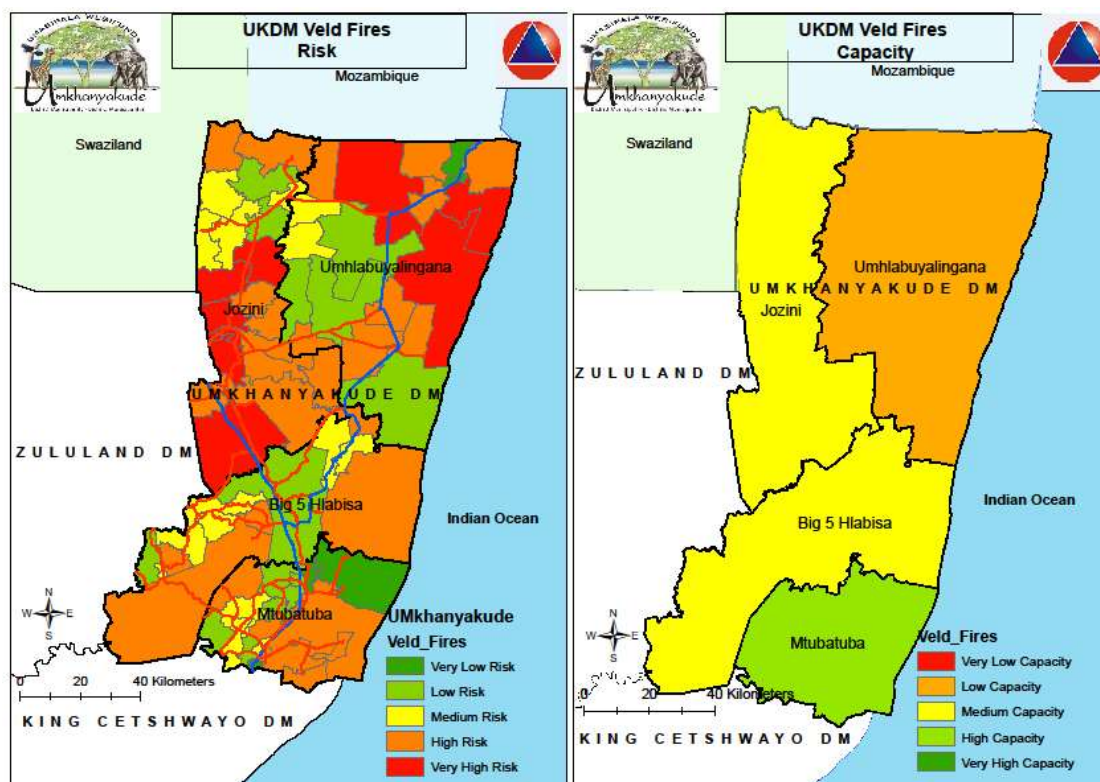 UKDM Veld Fires
Risk
UMHABIPALA WESIFUNDA
Umkhanyakude
Mozambique
Swaziland
Umhlabuyalingana
Jozini
UMKHANYAKUDE DM
ZULULAND DM
Big 5 Hlabisa
Indian Ocean
Mtubatuba
N
W E
S
UMkhanyakude
Veld_Fires
Very Low Risk
Low Risk
Medium Risk
High Risk
Very High Risk
0 20 40 Kilometers
KING CETSHWAYO DM
UKDM Veld Fires
Capacity
Umkhanyakude
Mozambique
Swaziland
Umhlabuyalingana
UMKHANYAKUDE DM
Jozini
ZULULAND DM
Indian Ocean
Big 5 Hlabisa
N
W E
S
Mtubatuba
Veld_Fires
Very Low Capacity
Low Capacity
Medium Capacity
High Capacity
Very High Capacity
0 20 40 Kilometers
KING CETSHWAYO DM